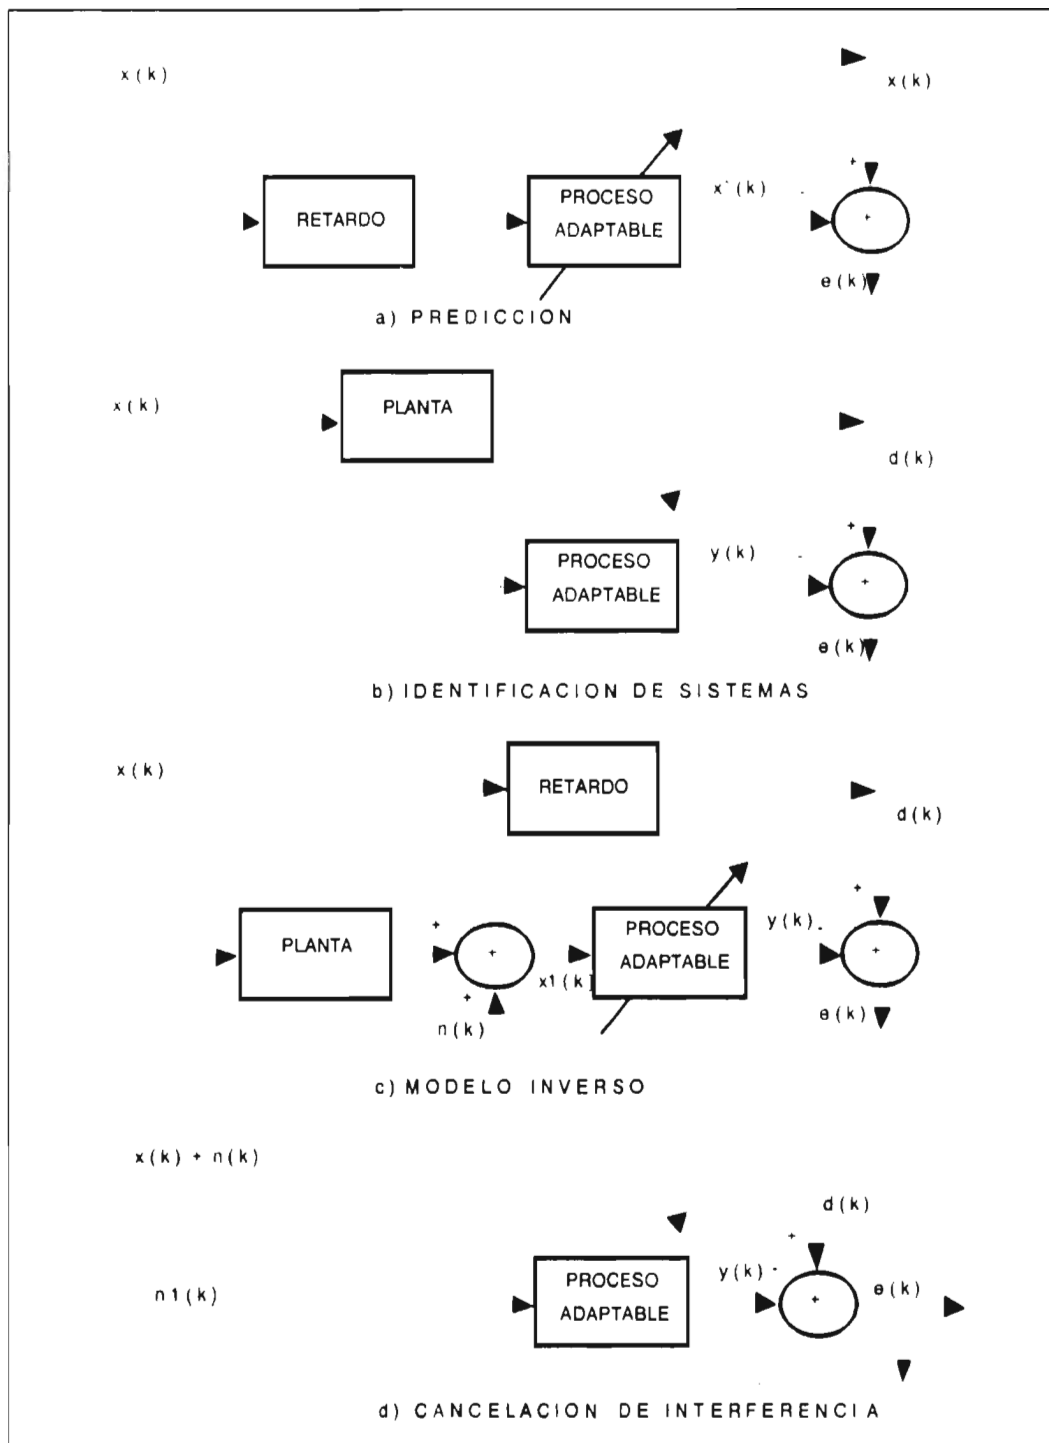 x(k)
x(k)
RETARDO
PROCESO
ADAPTABLE
x`(k)
-
+
+
e(k)
a) PREDICCION
x(k)
PLANTA
d(k)
PROCESO
ADAPTABLE
y(k)
-
+
+
e(k)
b) IDENTIFICACION DE SISTEMAS
x(k)
RETARDO
d(k)
PLANTA
+
+
+
n(k)
x1(k)
PROCESO
ADAPTABLE
y(k)
-
+
+
e(k)
c) MODELO INVERSO
x(k) + n(k)
d(k)
n1(k)
PROCESO
ADAPTABLE
y(k)
-
+
+
e(k)
d) CANCELACION DE INTERFERENCIA